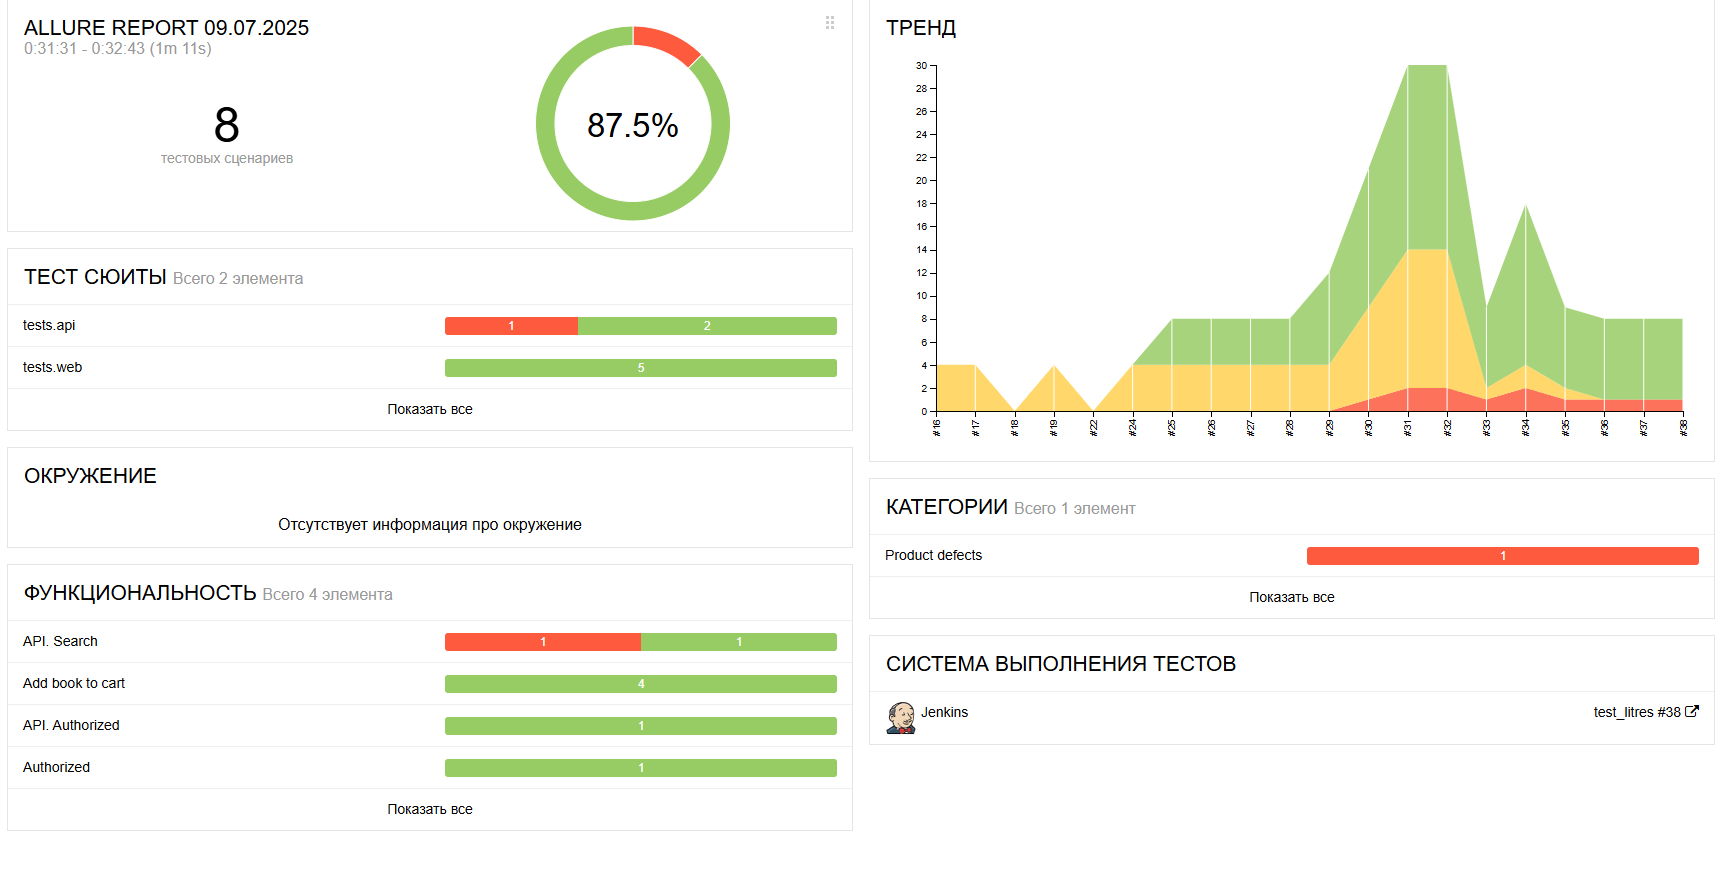 ALLURE REPORT 09.07.2025
0:31:31 - 0:32:43 (1m 11s)
8
тестовых сценариев
87.5%
ТЕСТ СЮИТЫ Всего 2 элемента
tests.api 1 2
tests.web 5
Показать все
ОКРУЖЕНИЕ
Отсутствует информация про окружение
ФУНКЦИОНАЛЬНОСТЬ Всего 4 элемента
API. Search 1 1
Add book to cart 4
API. Authorized 1
Authorized 1
Показать все
ТРЕНД
30
28
26
24
22
20
18
16
14
12
10
8
6
4
2
0
#16 #17 #18 #19 #22 #24 #25 #26 #27 #28 #29 #30 #31 #32 #33 #34 #35 #36 #37 #38
КАТЕГОРИИ Всего 1 элемент
Product defects 1
Показать все
СИСТЕМА ВЫПОЛНЕНИЯ ТЕСТОВ
Jenkins test_litres #38